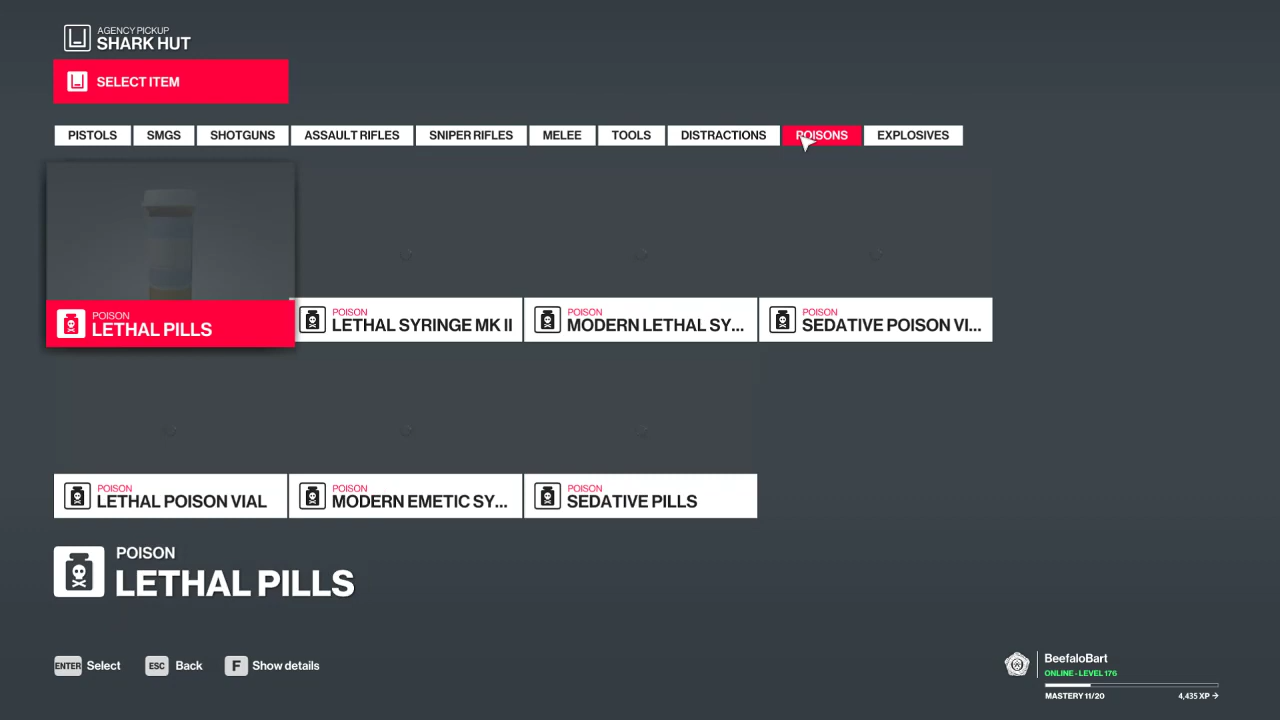 AGENCY PICKUP
SHARK HUT
SELECT ITEM
PISTOLS SMGS SHOTGUNS ASSAULT RIFLES SNIPER RIFLES MELEE TOOLS DISTRACTIONS POISONS EXPLOSIVES
POISON
LETHAL PILLS
POISON
LETHAL SYRINGE MK II
POISON
MODERN LETHAL SY...
POISON
SEDATIVE POISON VI...
POISON
LETHAL POISON VIAL
POISON
MODERN EMETIC SY...
POISON
SEDATIVE PILLS
POISON
LETHAL PILLS
ENTER Select ESC Back F Show details
BeefaloBart
ONLINE - LEVEL 176
MASTERY 11/20 4,435 XP